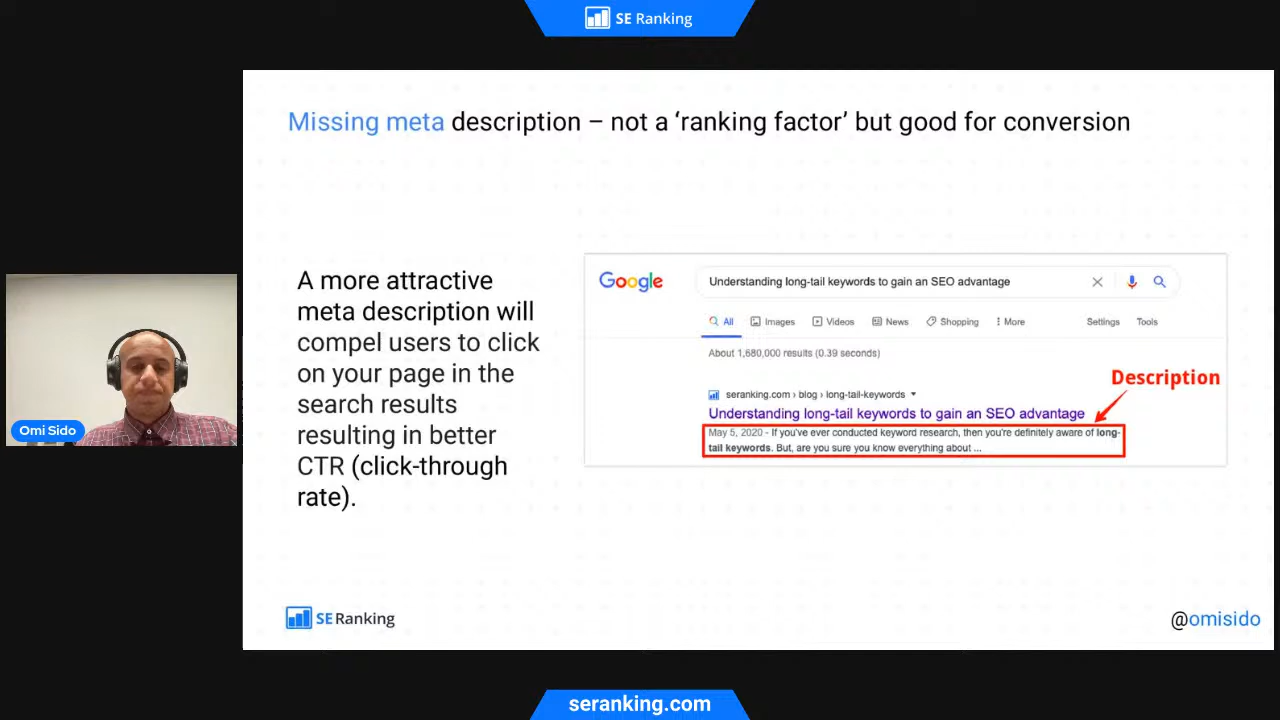 SE Ranking
Missing meta description – not a ‘ranking factor’ but good for conversion
A more attractive
meta description will
compel users to click
on your page in the
search results
resulting in better
CTR (click-through
rate).
Google
Understanding long-tail keywords to gain an SEO advantage
All Images Videos News Shopping More Settings Tools
About 1,680,000 results (0.39 seconds)
Description
seranking.com › blog › long-tail-keywords
Understanding long-tail keywords to gain an SEO advantage
May 5, 2020 - If you've ever conducted keyword research, then you're definitely aware of long-
tail keywords. But, are you sure you know everything about ...
Omi Sido
SE Ranking
@omisido
seranking.com